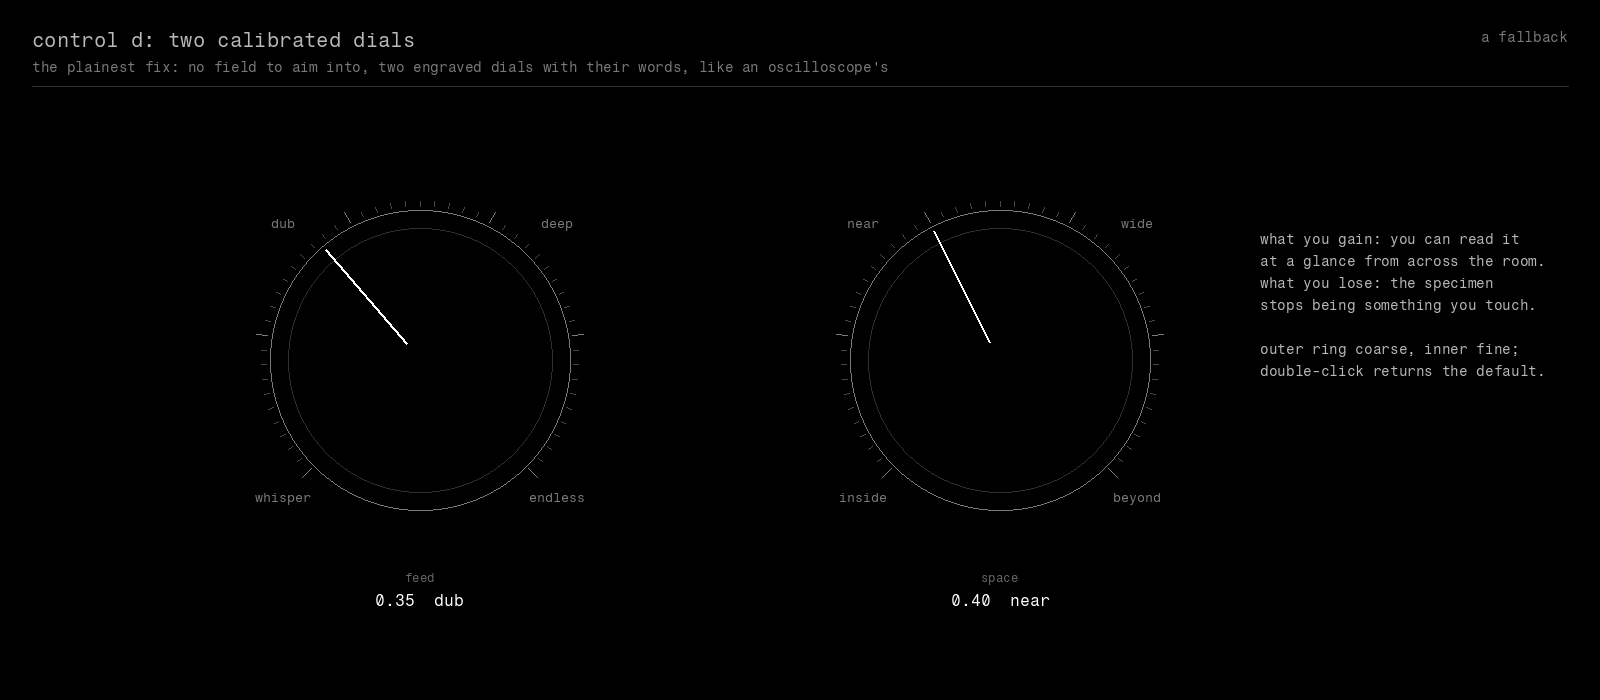 control d: two calibrated dials
a fallback
the plainest fix: no field to aim into, two engraved dials with their words, like an oscilloscope's
dub
deep
whisper
endless
feed
0.35 dub
near
wide
inside
beyond
space
0.40 near
what you gain: you can read it
at a glance from across the room.
what you lose: the specimen
stops being something you touch.
outer ring coarse, inner fine;
double-click returns the default.